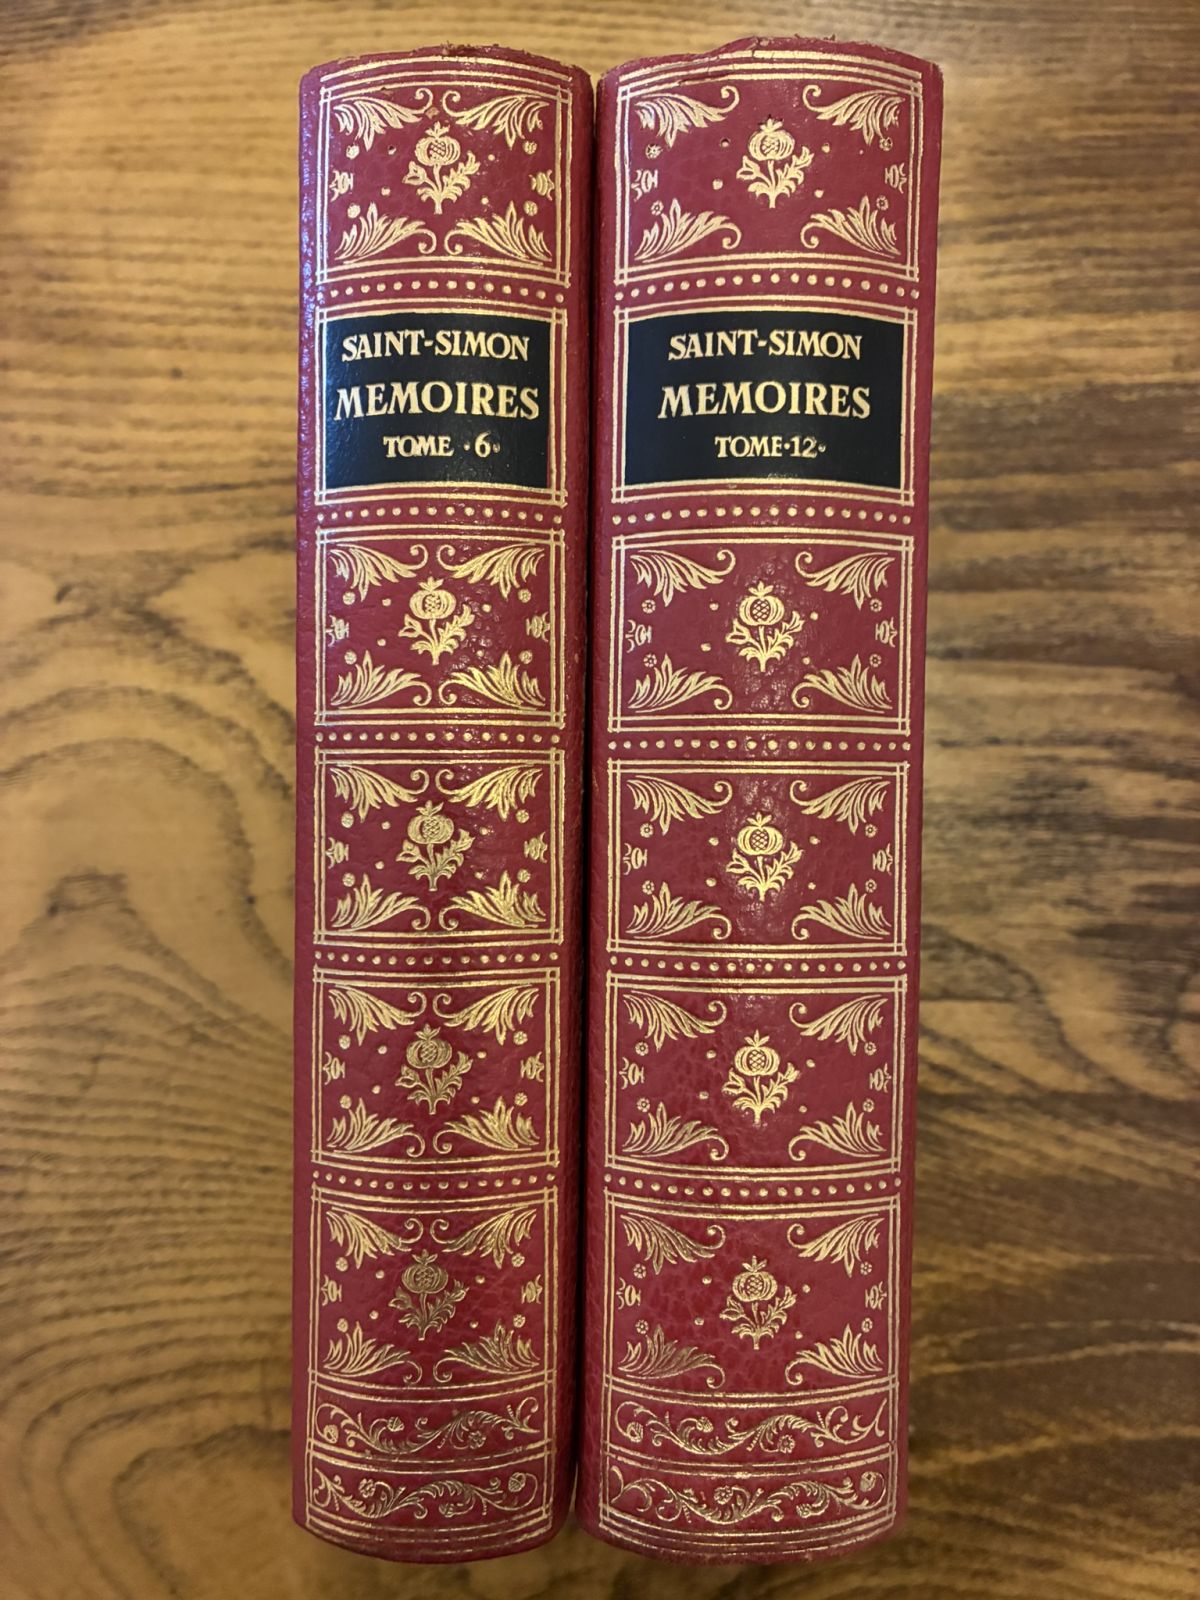 SAINT-SIMON
MEMOIRES
TOME ·6·
SAINT-SIMON
MEMOIRES
TOME·12·